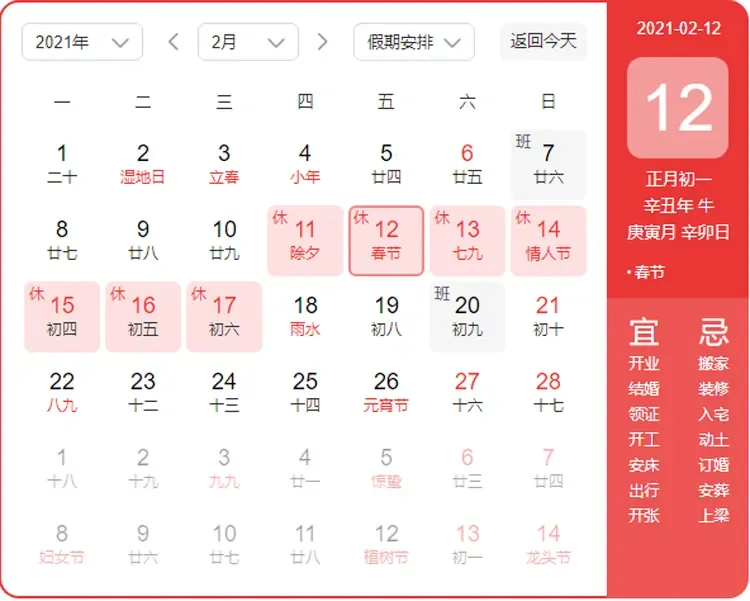 2021年 2月 假期安排 返回今天
一 二 三 四 五 六 日
班
1 2 3 4 5 6 7
二十 湿地日 立春 小年 廿四 廿五 廿六
休 休 休 休
8 9 10 11 12 13 14
廿七 廿八 廿九 除夕 春节 七九 情人节
休 休 休 班
15 16 17 18 19 20 21
初四 初五 初六 雨水 初八 初九 初十
22 23 24 25 26 27 28
八九 十二 十三 十四 元宵节 十六 十七
1 2 3 4 5 6 7
十八 十九 九九 廿一 惊蛰 廿三 廿四
8 9 10 11 12 13 14
妇女节 廿六 廿七 廿八 植树节 初一 龙头节
2021-02-12
12
正月初一
辛丑年 牛
庚寅月 辛卯日
•春节
宜 忌
开业 搬家
结婚 装修
领证 入宅
开工 动土
安床 订婚
出行 安葬
开张 上梁